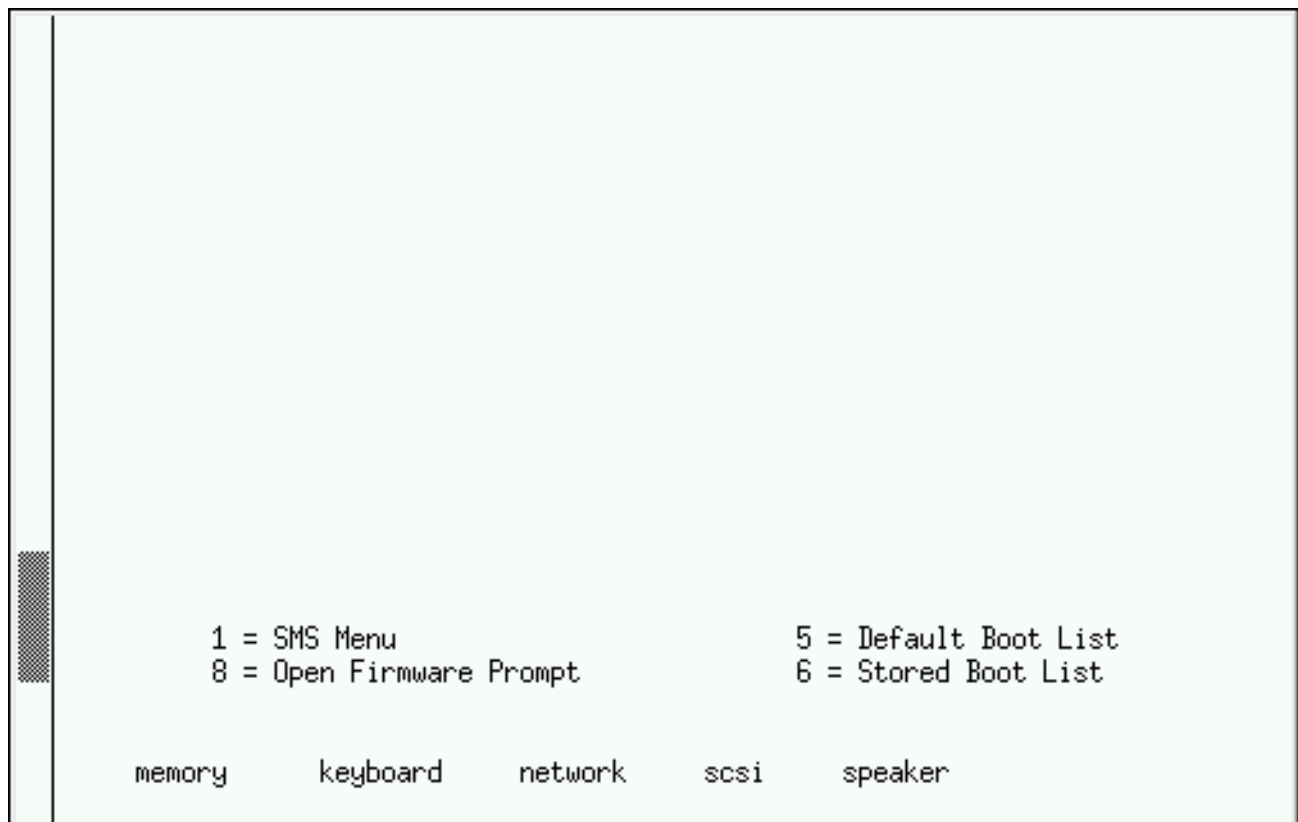 1 = SMS Menu 5 = Default Boot List
8 = Open Firmware Prompt 6 = Stored Boot List
memory keyboard network scsi speaker